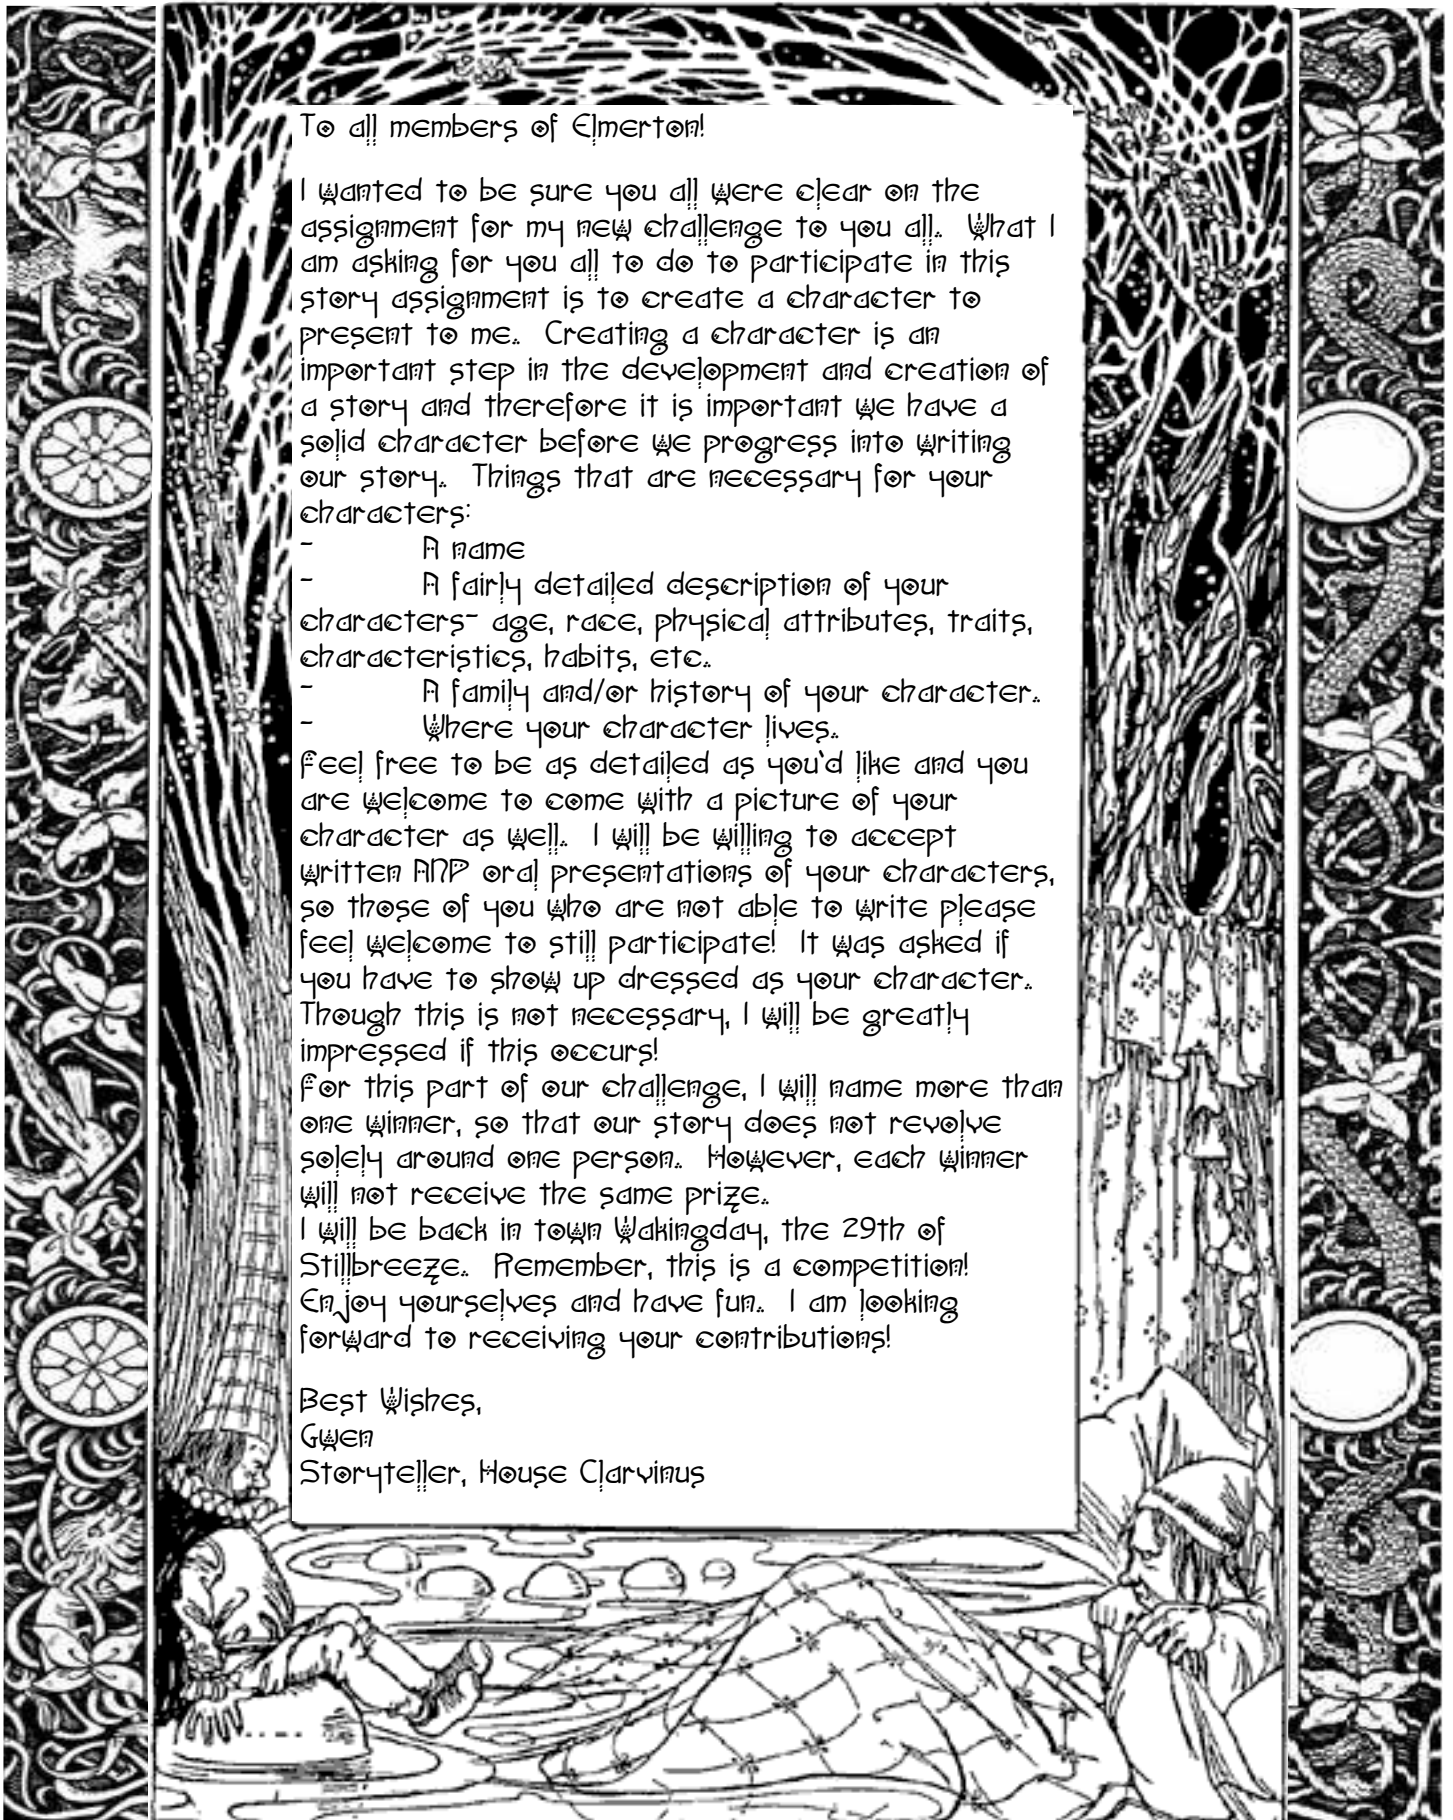 To all members of Elmerton!
I wanted to be sure you all were clear on the
assignment for my new challenge to you all.  What I
am asking for you all to do to participate in this
story assignment is to create a character to
present to me.  Creating a character is an
important step in the development and creation of
a story and therefore it is important we have a
solid character before we progress into writing
our story.  Things that are necessary for your
characters:
- A name
- A fairly detailed description of your
characters- age, race, physical attributes, traits,
characteristics, habits, etc.
- A family and/or history of your character.
- Where your character lives.
Feel free to be as detailed as you'd like and you
are welcome to come with a picture of your
character as well.  I will be willing to accept
written AND oral presentations of your characters,
so those of you who are not able to write please
feel welcome to still participate!  It was asked if
you have to show up dressed as your character.
Though this is not necessary, I will be greatly
impressed if this occurs!
For this part of our challenge, I will name more than
one winner, so that our story does not revolve
solely around one person.  However, each winner
will not receive the same prize.
I will be back in town Wakingday, the 29th of
Stillbreeze.  Remember, this is a competition!
Enjoy yourselves and have fun.  I am looking
forward to receiving your contributions!
Best Wishes,
Gwen
Storyteller, House Clarvinus